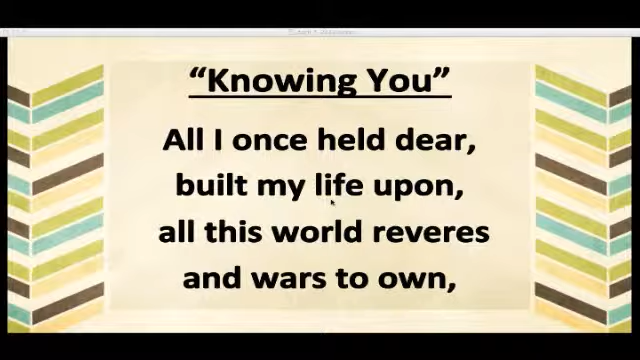 “Knowing You”
All I once held dear,
built my life upon,
all this world reveres
and wars to own,